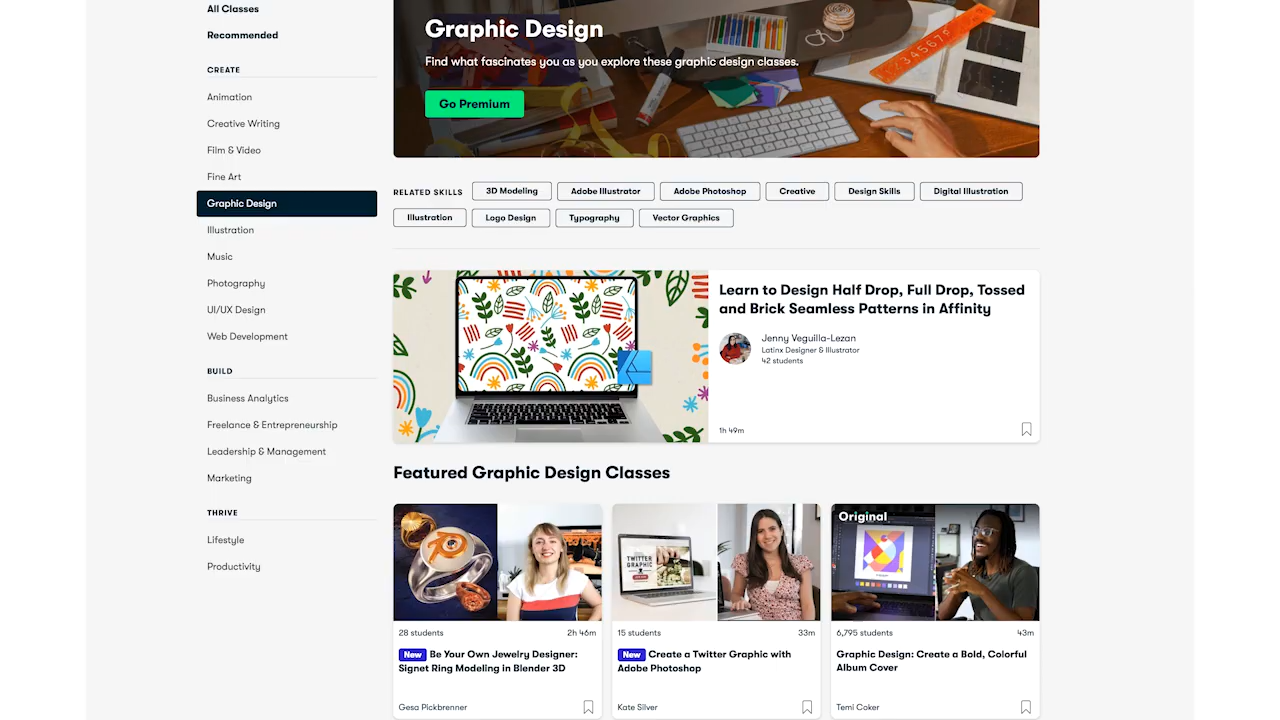 All Classes
Recommended
CREATE
Animation
Creative Writing
Film & Video
Fine Art
Graphic Design
Illustration
Music
Photography
UI/UX Design
Web Development
BUILD
Business Analytics
Freelance & Entrepreneurship
Leadership & Management
Marketing
THRIVE
Lifestyle
Productivity
Graphic Design
Find what fascinates you as you explore these graphic design classes.
Go Premium
RELATED SKILLS 3D Modeling Adobe Illustrator Adobe Photoshop Creative Design Skills Digital Illustration
Illustration Logo Design Typography Vector Graphics
Learn to Design Half Drop, Full Drop, Tossed
and Brick Seamless Patterns in Affinity
Jenny Veguilla-Lezan
Latinx Designer & Illustrator
42 students
1h 49m
Featured Graphic Design Classes
TWITTER
GRAPHIC
28 students 2h 46m
New Be Your Own Jewelry Designer:
Signet Ring Modeling in Blender 3D
Gesa Pickbrenner
15 students 33m
New Create a Twitter Graphic with
Adobe Photoshop
Kate Silver
Original
6,795 students 43m
Graphic Design: Create a Bold, Colorful
Album Cover
Temi Coker